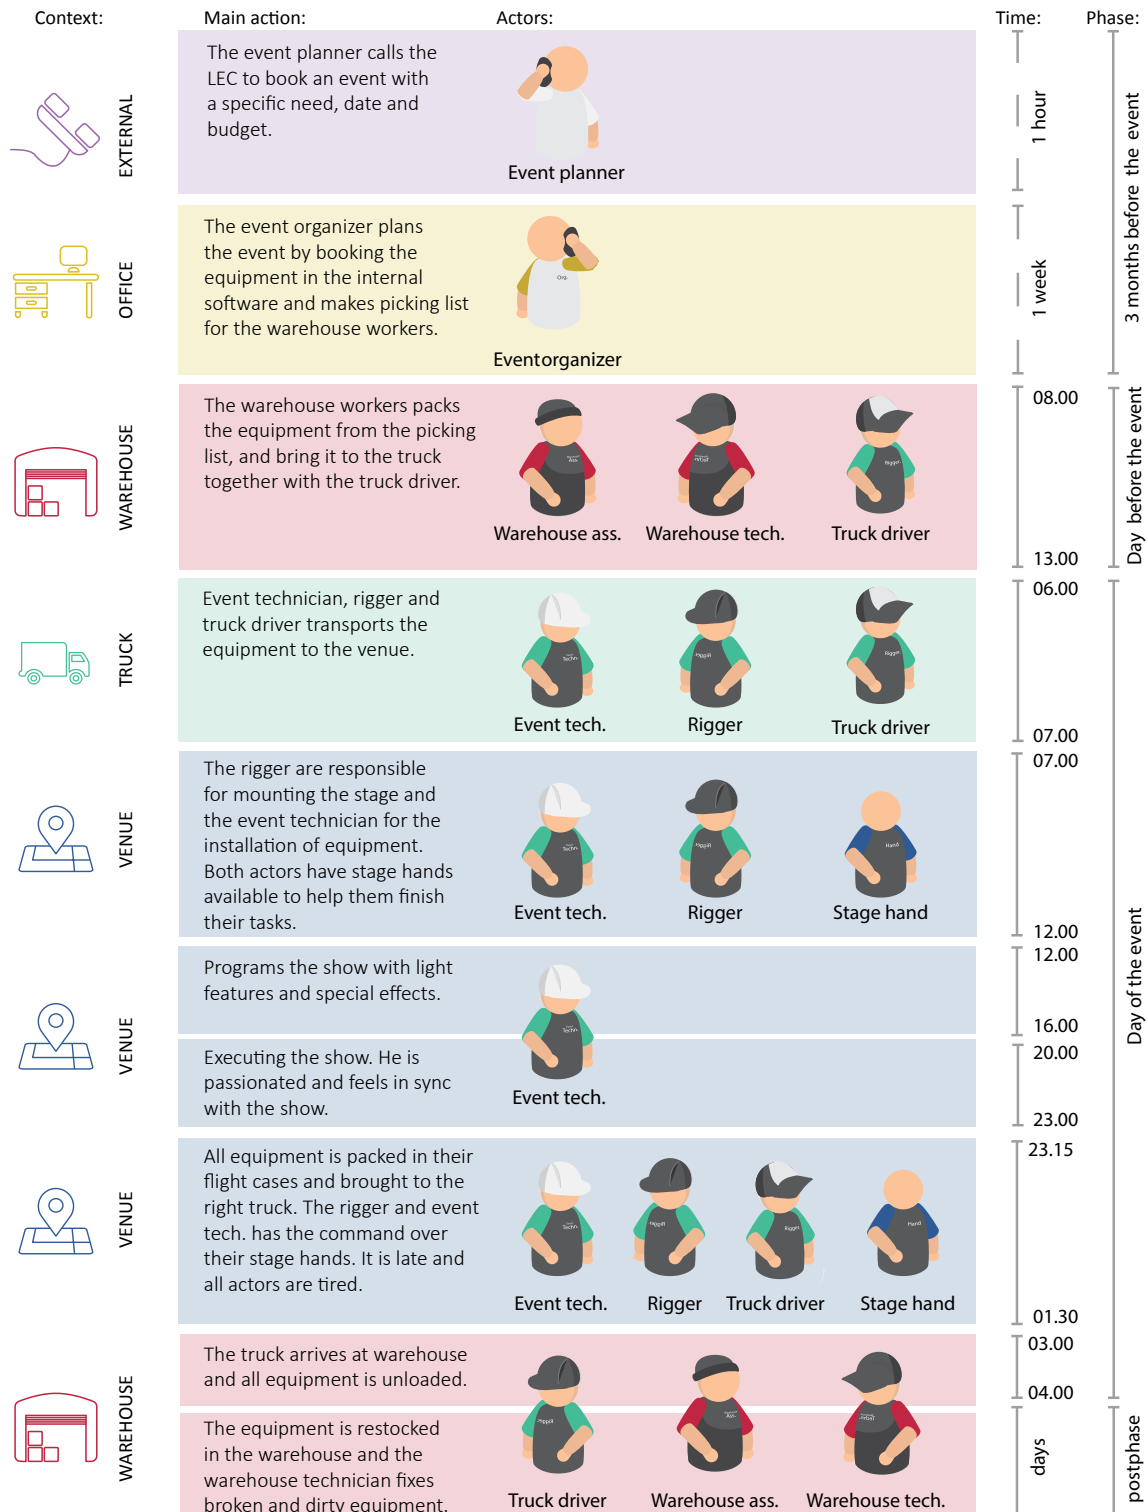 Context:
Main action:
Actors:
Time:
Phase:
EXTERNAL
The event planner calls the
LEC to book an event with
a specific need, date and
budget.
Event planner
1 hour
3 months before the event
OFFICE
The event organizer plans
the event by booking the
equipment in the internal
software and makes picking list
for the warehouse workers.
Org.
Eventorganizer
1 week
WAREHOUSE
The warehouse workers packs
the equipment from the picking
list, and bring it to the truck
together with the truck driver.
Ass.
Rigger.
Warehouse ass.
Warehouse tech.
Truck driver
08.00
13.00
Day before the event
TRUCK
Event technician, rigger and
truck driver transports the
equipment to the venue.
Techn.
Rigger.
Event tech.
Rigger
Truck driver
06.00
07.00
Day of the event
VENUE
The rigger are responsible
for mounting the stage and
the event technician for the
installation of equipment.
Both actors have stage hands
available to help them finish
their tasks.
Techn.
Hand
Event tech.
Rigger
Stage hand
07.00
12.00
VENUE
Programs the show with light
features and special effects.
12.00
16.00
Techn.
Executing the show. He is
passionated and feels in sync
with the show.
Event tech.
20.00
23.00
VENUE
All equipment is packed in their
flight cases and brought to the
right truck. The rigger and event
tech. has the command over
their stage hands. It is late and
all actors are tired.
Techn.
Rigger
Hand
Event tech.
Rigger
Truck driver
Stage hand
23.15
01.30
WAREHOUSE
The truck arrives at warehouse
and all equipment is unloaded.
03.00
04.00
Ass.
The equipment is restocked
in the warehouse and the
warehouse technician fixes
broken and dirty equipment.
Truck driver
Warehouse ass.
Warehouse tech.
days
postphase